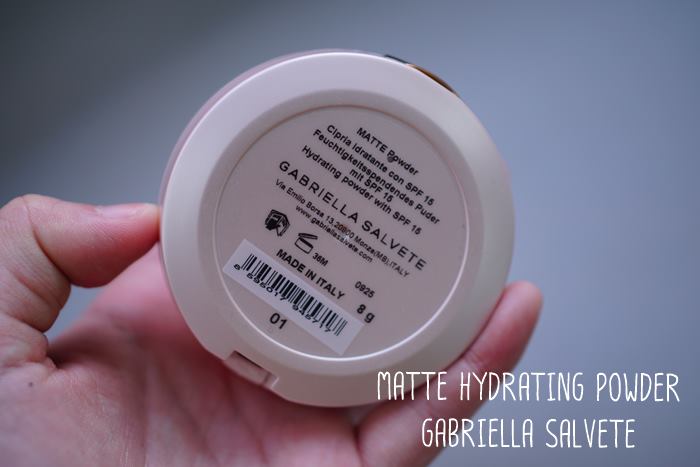 MATTE Powder
Cipria idratante con SPF 15
Feuchtigkeitsspendendes Puder
mit SPF 15
Hydrating powder with SPF 15
GABRIELLA SALVETE
Via Emilio Borsa 13,20900 Monza(MB),ITALY
www.gabriellasalvete.com
36M
MADE IN ITALY
0925
8 g
01
MATTE HYDRATING POWDER
GABRIELLA SALVETE